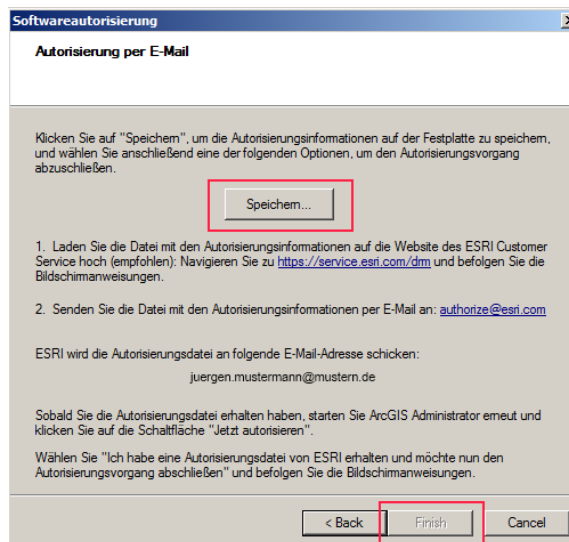 Softwareautorisierung
Autorisierung per E-Mail
Klicken Sie auf "Speichern", um die Autorisierungsinformationen auf der Festplatte zu speichern,
und wählen Sie anschließend eine der folgenden Optionen, um den Autorisierungsvorgang
abzuschließen.
Speichern...
1. Laden Sie die Datei mit den Autorisierungsinformationen auf die Website des ESRI Customer
Service hoch (empfohlen): Navigieren Sie zu https://service.esri.com/drm und befolgen Sie die
Bildschirmanweisungen.
2. Senden Sie die Datei mit den Autorisierungsinformationen per E-Mail an: authorize@esri.com
ESRI wird die Autorisierungsdatei an folgende E-Mail-Adresse schicken:
juergen.mustermann@mustern.de
Sobald Sie die Autorisierungsdatei erhalten haben, starten Sie ArcGIS Administrator erneut und
klicken Sie auf die Schaltfläche "Jetzt autorisieren".
Wählen Sie "Ich habe eine Autorisierungsdatei von ESRI erhalten und möchte nun den
Autorisierungsvorgang abschließen" und befolgen Sie die Bildschirmanweisungen.
< Back Finish Cancel